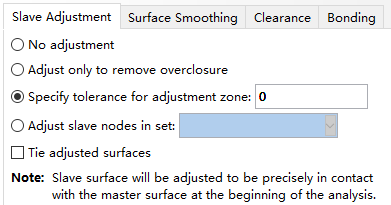 Slave Adjustment Surface Smoothing Clearance Bonding
No adjustment
Adjust only to remove overclosure
Specify tolerance for adjustment zone: 0
Adjust slave nodes in set:
Tie adjusted surfaces
Note: Slave surface will be adjusted to be precisely in contact
with the master surface at the beginning of the analysis.